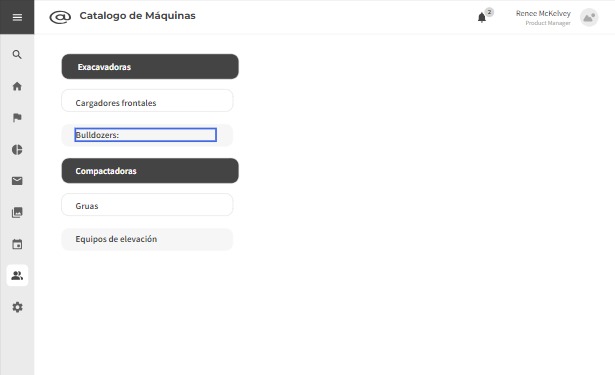 @ Catalogo de Máquinas
2
Renee McKelvey
Product Manager
Exacavadoras
Cargadores frontales
Bulldozers:
Compactadoras
Gruas
Equipos de elevación